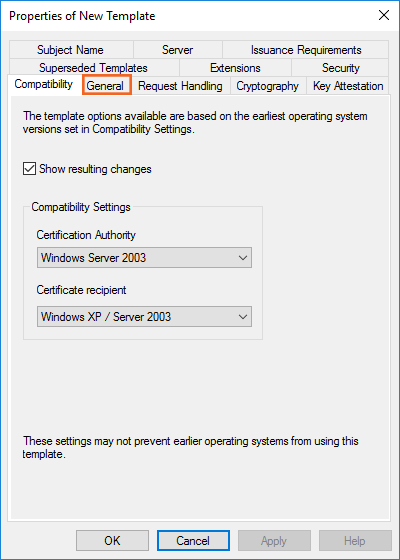 Properties of New Template
Subject Name Server Issuance Requirements
Superseded Templates Extensions Security
Compatibility General Request Handling Cryptography Key Attestation
The template options available are based on the earliest operating system
versions set in Compatibility Settings.
Show resulting changes
Compatibility Settings
Certification Authority
Windows Server 2003
Certificate recipient
Windows XP / Server 2003
These settings may not prevent earlier operating systems from using this
template.
OK Cancel Apply Help